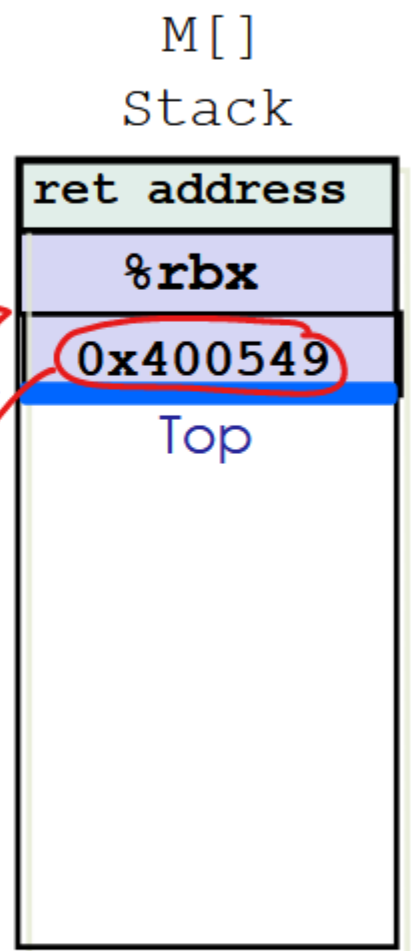 M[]
Stack
ret address
%rbx
0x400549
Top